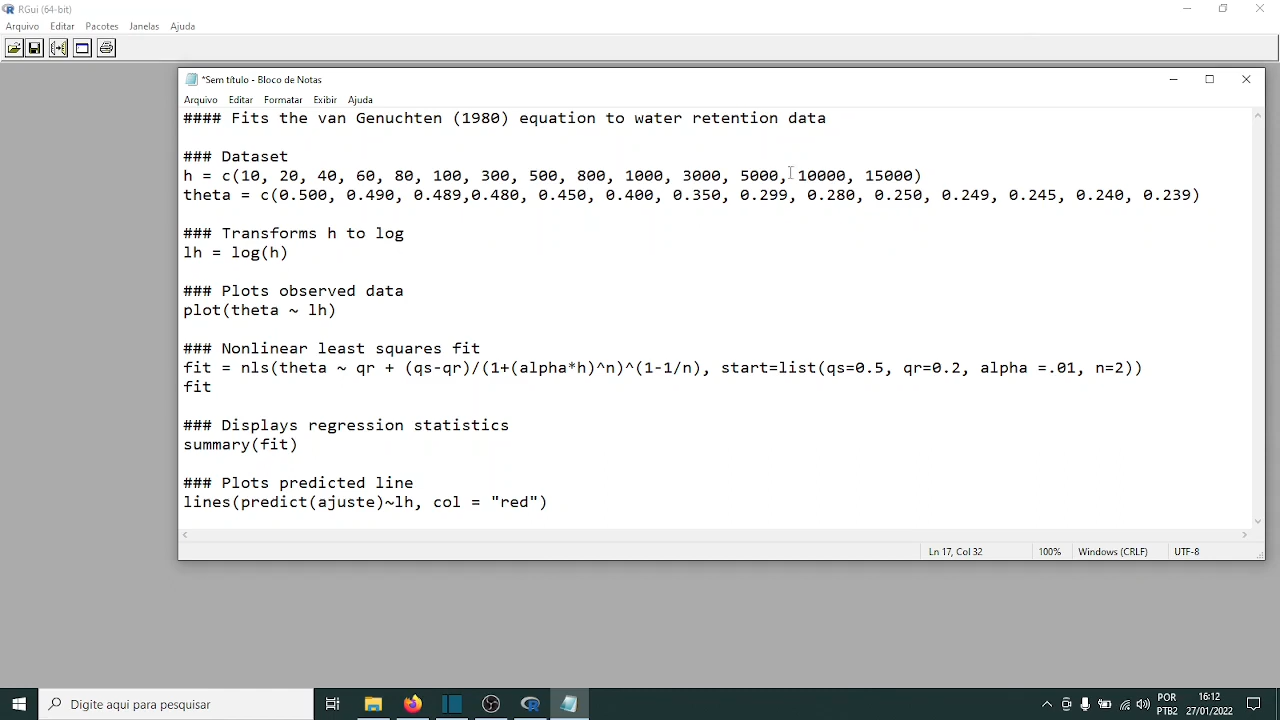 RGui (64-bit)
Arquivo Editar Pacotes Janelas Ajuda
*Sem título - Bloco de Notas
Arquivo Editar Formatar Exibir Ajuda
#### Fits the van Genuchten (1980) equation to water retention data
### Dataset
h = c(10, 20, 40, 60, 80, 100, 300, 500, 800, 1000, 3000, 5000, 10000, 15000)
theta = c(0.500, 0.490, 0.489,0.480, 0.450, 0.400, 0.350, 0.299, 0.280, 0.250, 0.249, 0.245, 0.240, 0.239)
### Transforms h to log
lh = log(h)
### Plots observed data
plot(theta ~ lh)
### Nonlinear least squares fit
fit = nls(theta ~ qr + (qs-qr)/(1+(alpha*h)^n)^(1-1/n), start=list(qs=0.5, qr=0.2, alpha =.01, n=2))
fit
### Displays regression statistics
summary(fit)
### Plots predicted line
lines(predict(ajuste)~lh, col = "red")
Ln 17, Col 32 100% Windows (CRLF) UTF-8
Digite aqui para pesquisar
POR
PTB2
16:12
27/01/2022